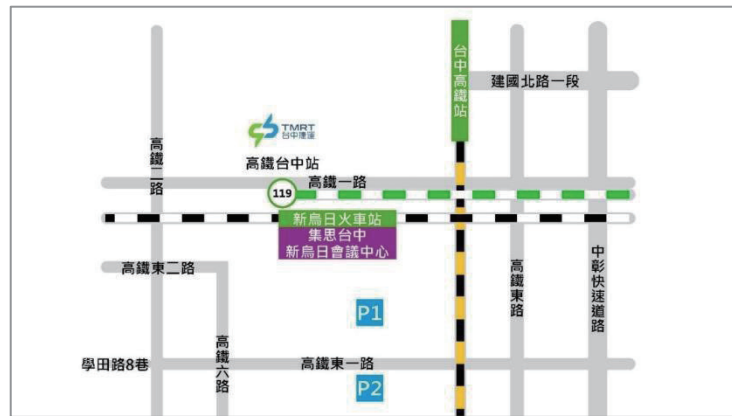 台中高鐵站
建國北路一段
TMRT
台中捷運
高鐵台中站
高鐵二路
119
高鐵一路
新烏日火車站
集思台中
新烏日會議中心
高鐵東二路
高鐵東路
中彰快速道路
P1
高鐵六路
學田路8巷
高鐵東一路
P2